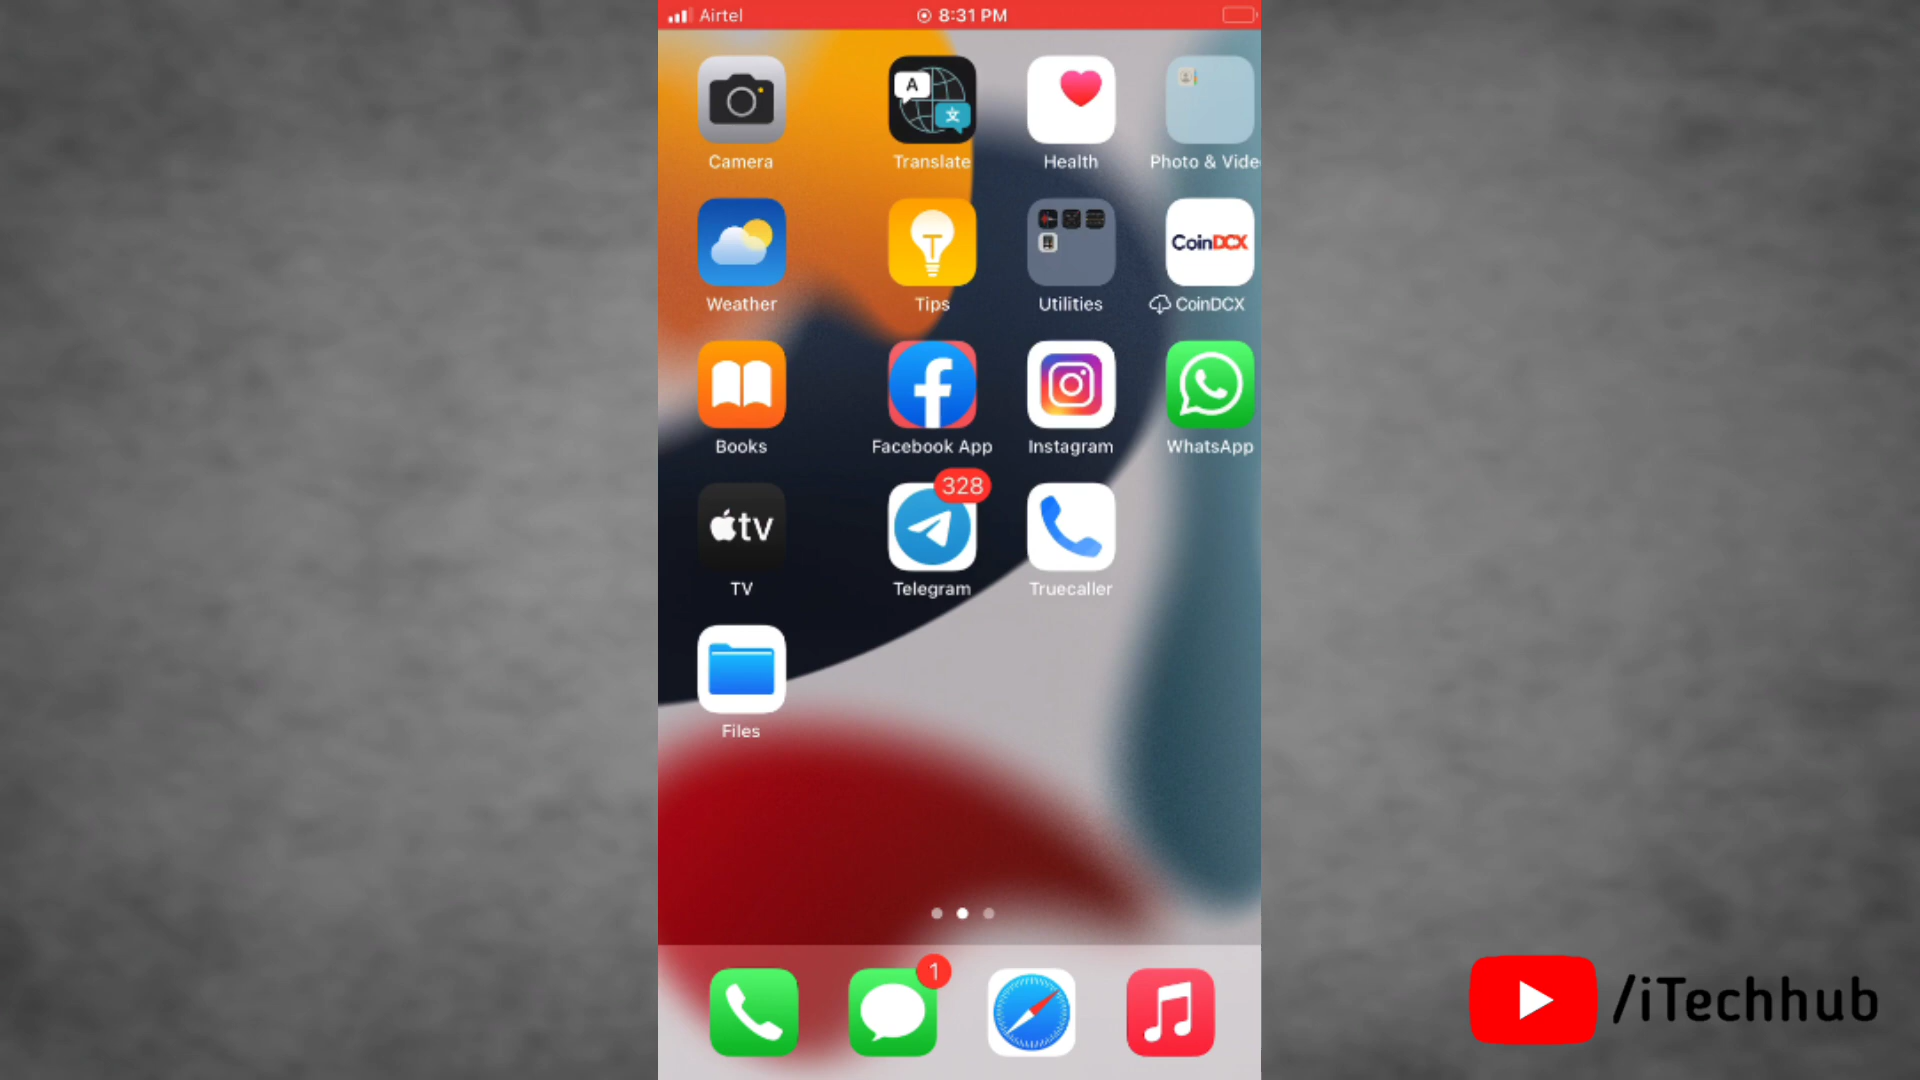 Airtel 8:31 PM
A 文
Camera Translate Health Photo & Vide
CoinDCX
Weather Tips Utilities CoinDCX
Books Facebook App Instagram WhatsApp
328
tv
TV Telegram Truecaller
Files
1
/iTechhub